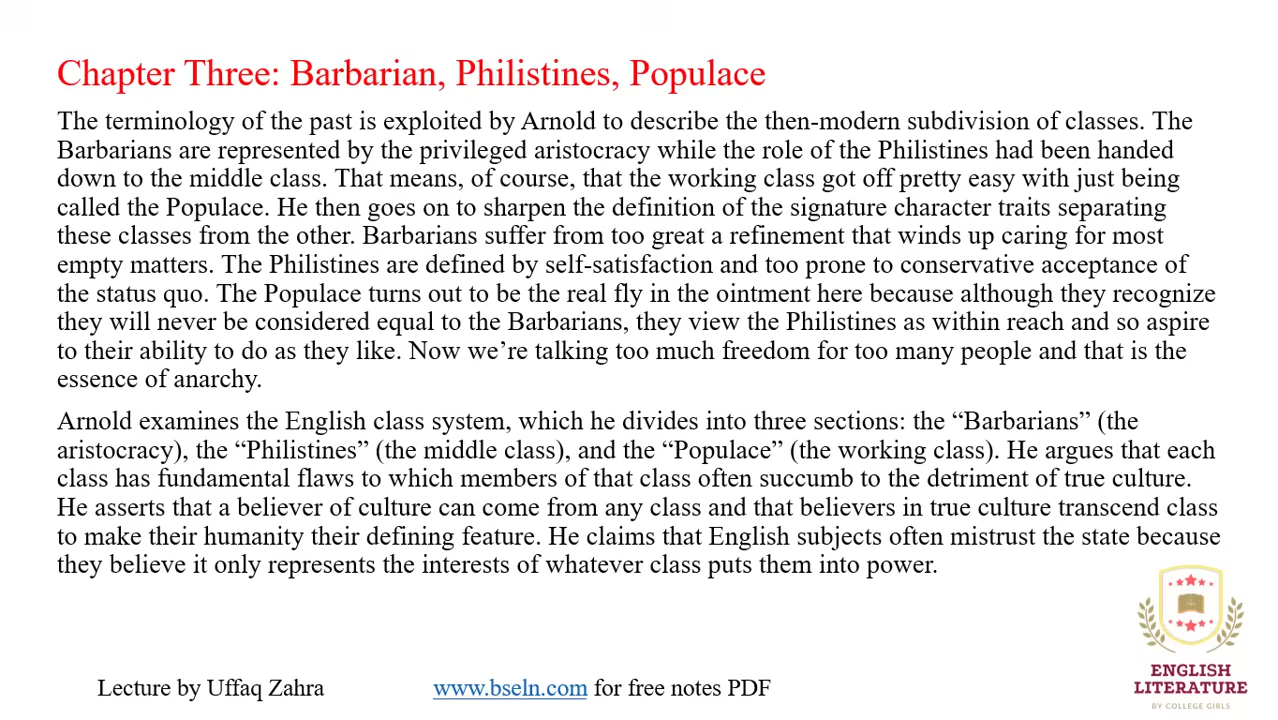 Chapter Three: Barbarian, Philistines, Populace
The terminology of the past is exploited by Arnold to describe the then-modern subdivision of classes. The
Barbarians are represented by the privileged aristocracy while the role of the Philistines had been handed
down to the middle class. That means, of course, that the working class got off pretty easy with just being
called the Populace. He then goes on to sharpen the definition of the signature character traits separating
these classes from the other. Barbarians suffer from too great a refinement that winds up caring for most
empty matters. The Philistines are defined by self-satisfaction and too prone to conservative acceptance of
the status quo. The Populace turns out to be the real fly in the ointment here because although they recognize
they will never be considered equal to the Barbarians, they view the Philistines as within reach and so aspire
to their ability to do as they like. Now we’re talking too much freedom for too many people and that is the
essence of anarchy.
Arnold examines the English class system, which he divides into three sections: the “Barbarians” (the
aristocracy), the “Philistines” (the middle class), and the “Populace” (the working class). He argues that each
class has fundamental flaws to which members of that class often succumb to the detriment of true culture.
He asserts that a believer of culture can come from any class and that believers in true culture transcend class
to make their humanity their defining feature. He claims that English subjects often mistrust the state because
they believe it only represents the interests of whatever class puts them into power.
Lecture by Uffaq Zahra
www.bseln.com for free notes PDF
ENGLISH
LITERATURE
BY COLLEGE GIRLS